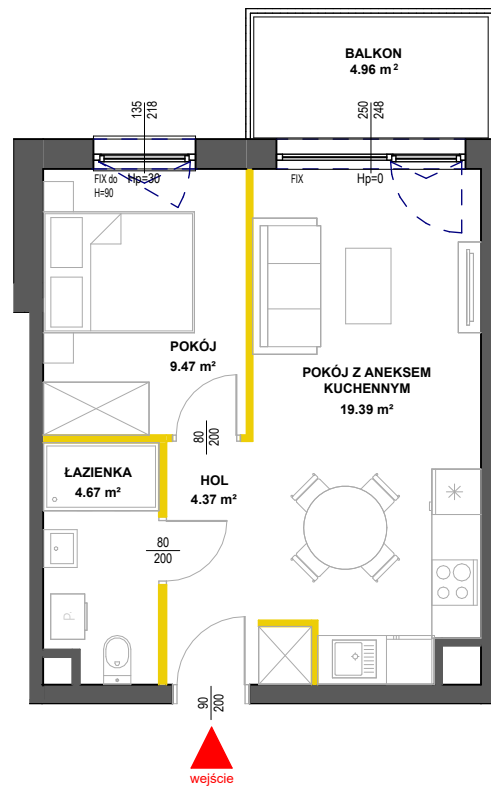 BALKON
4.96 m²
135
218
250
248
FIX do
H=90
Hp=30
FIX
Hp=0
POKÓJ
9.47 m²
POKÓJ Z ANEKSEM
KUCHENNYM
19.39 m²
80
200
ŁAZIENKA
4.67 m²
HOL
4.37 m²
80
200
P
90
200
wejście